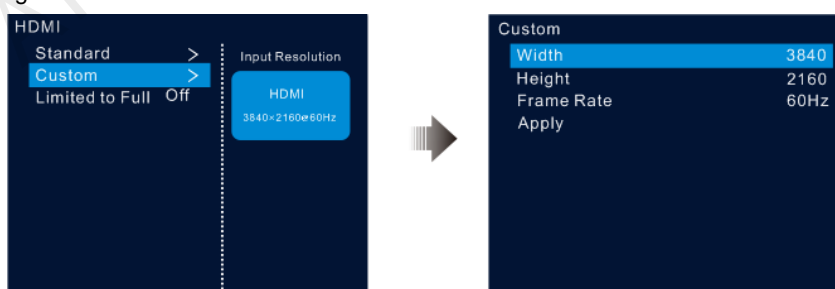 HDMI
Standard >
Custom >
Limited to Full Off
Input Resolution
HDMI
3840×2160@60Hz
Custom
Width 3840
Height 2160
Frame Rate 60Hz
Apply